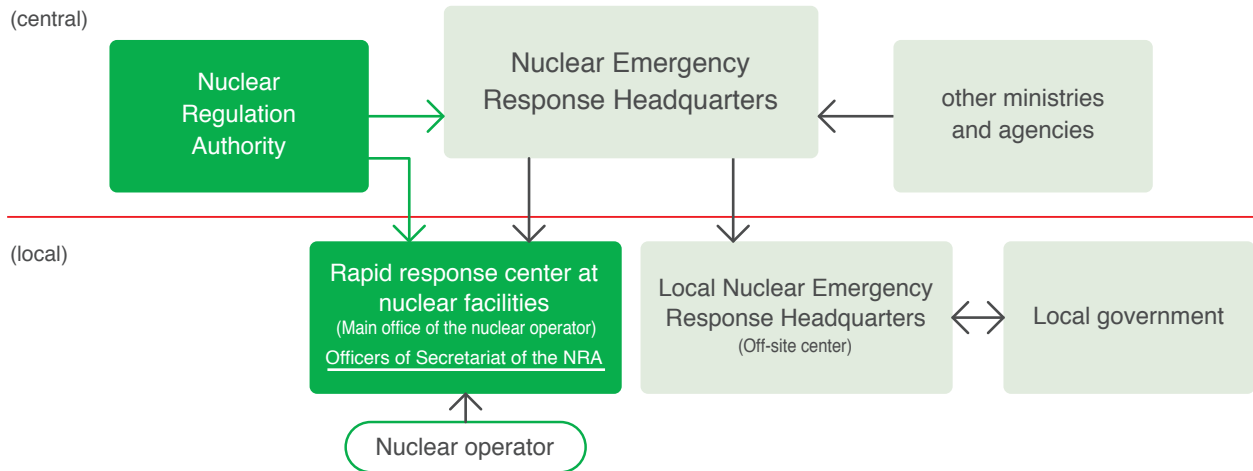 (central)
Nuclear
Regulation
Authority
Nuclear Emergency
Response Headquarters
other ministries
and agencies
(local)
Rapid response center at
nuclear facilities
(Main office of the nuclear operator)
Officers of Secretariat of the NRA
Local Nuclear Emergency
Response Headquarters
(Off-site center)
Local government
Nuclear operator